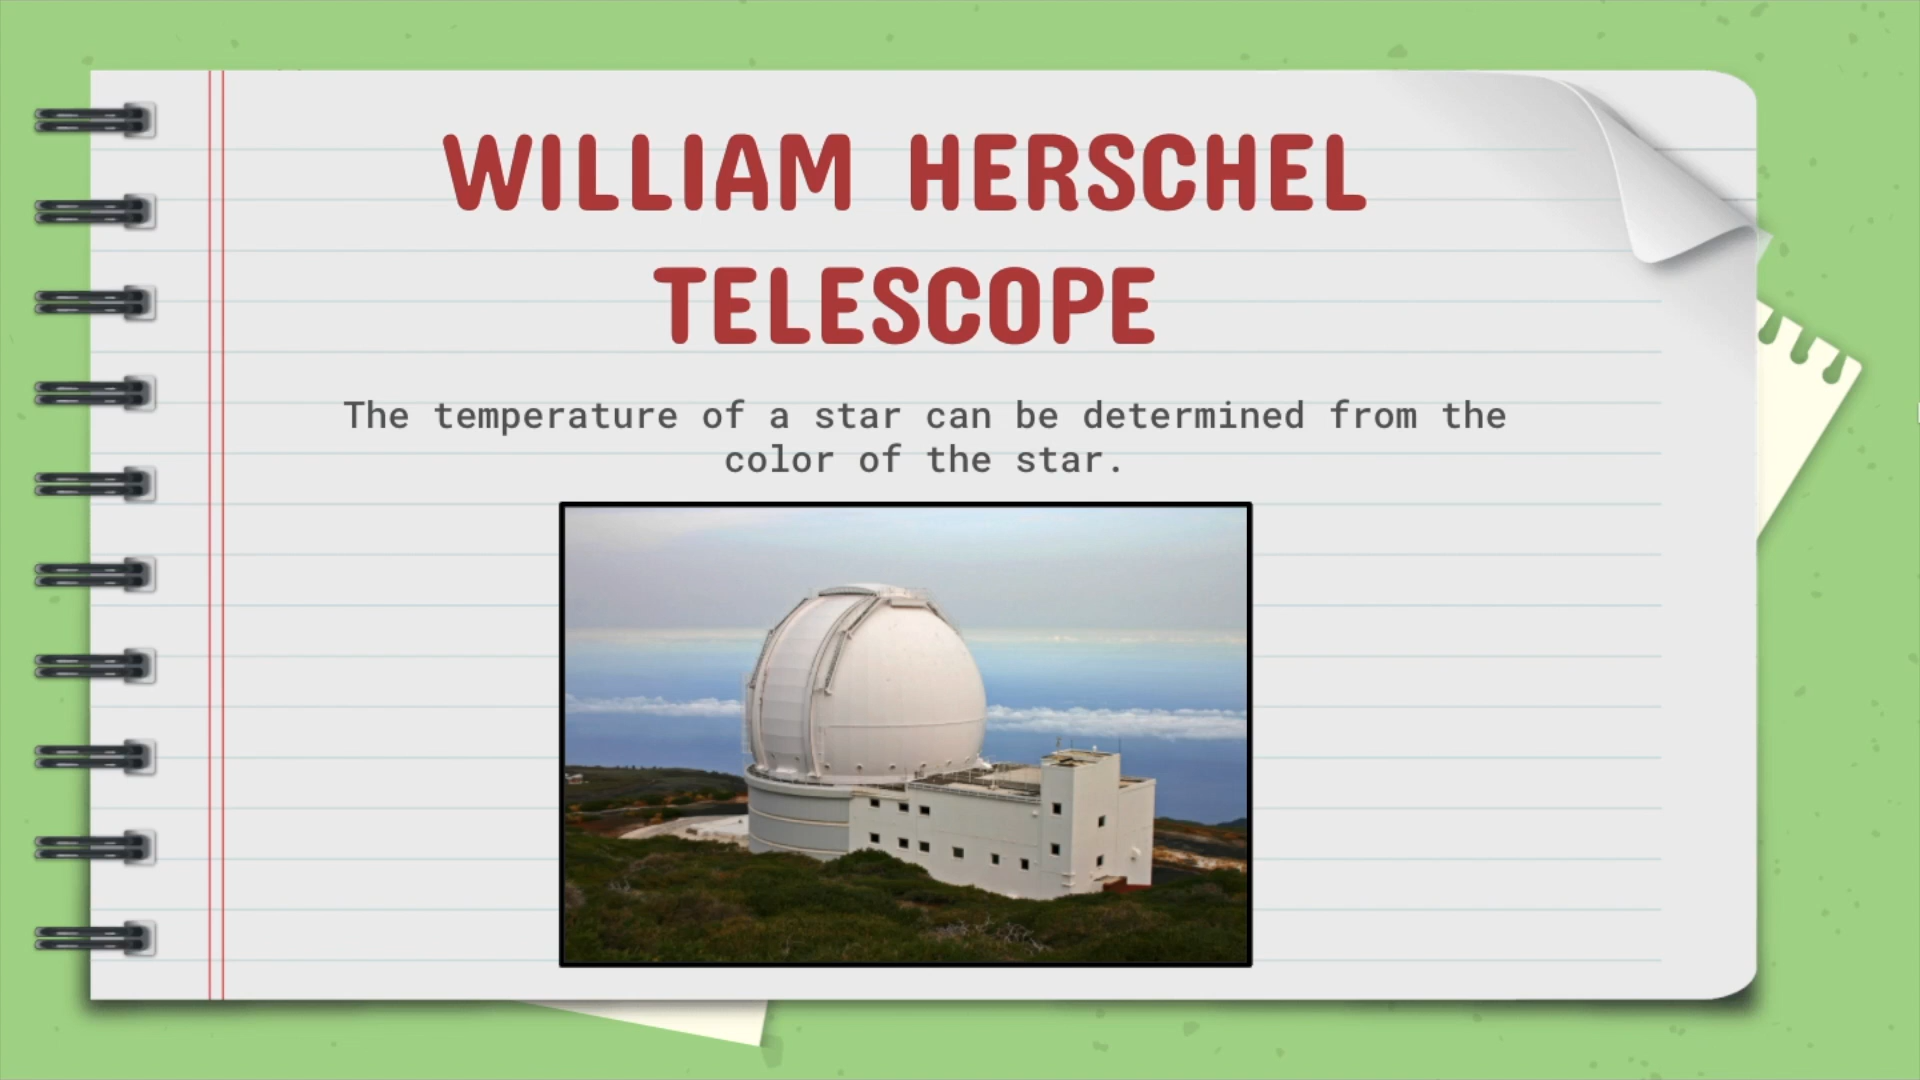 WILLIAM HERSCHEL
TELESCOPE
The temperature of a star can be determined from the
color of the star.